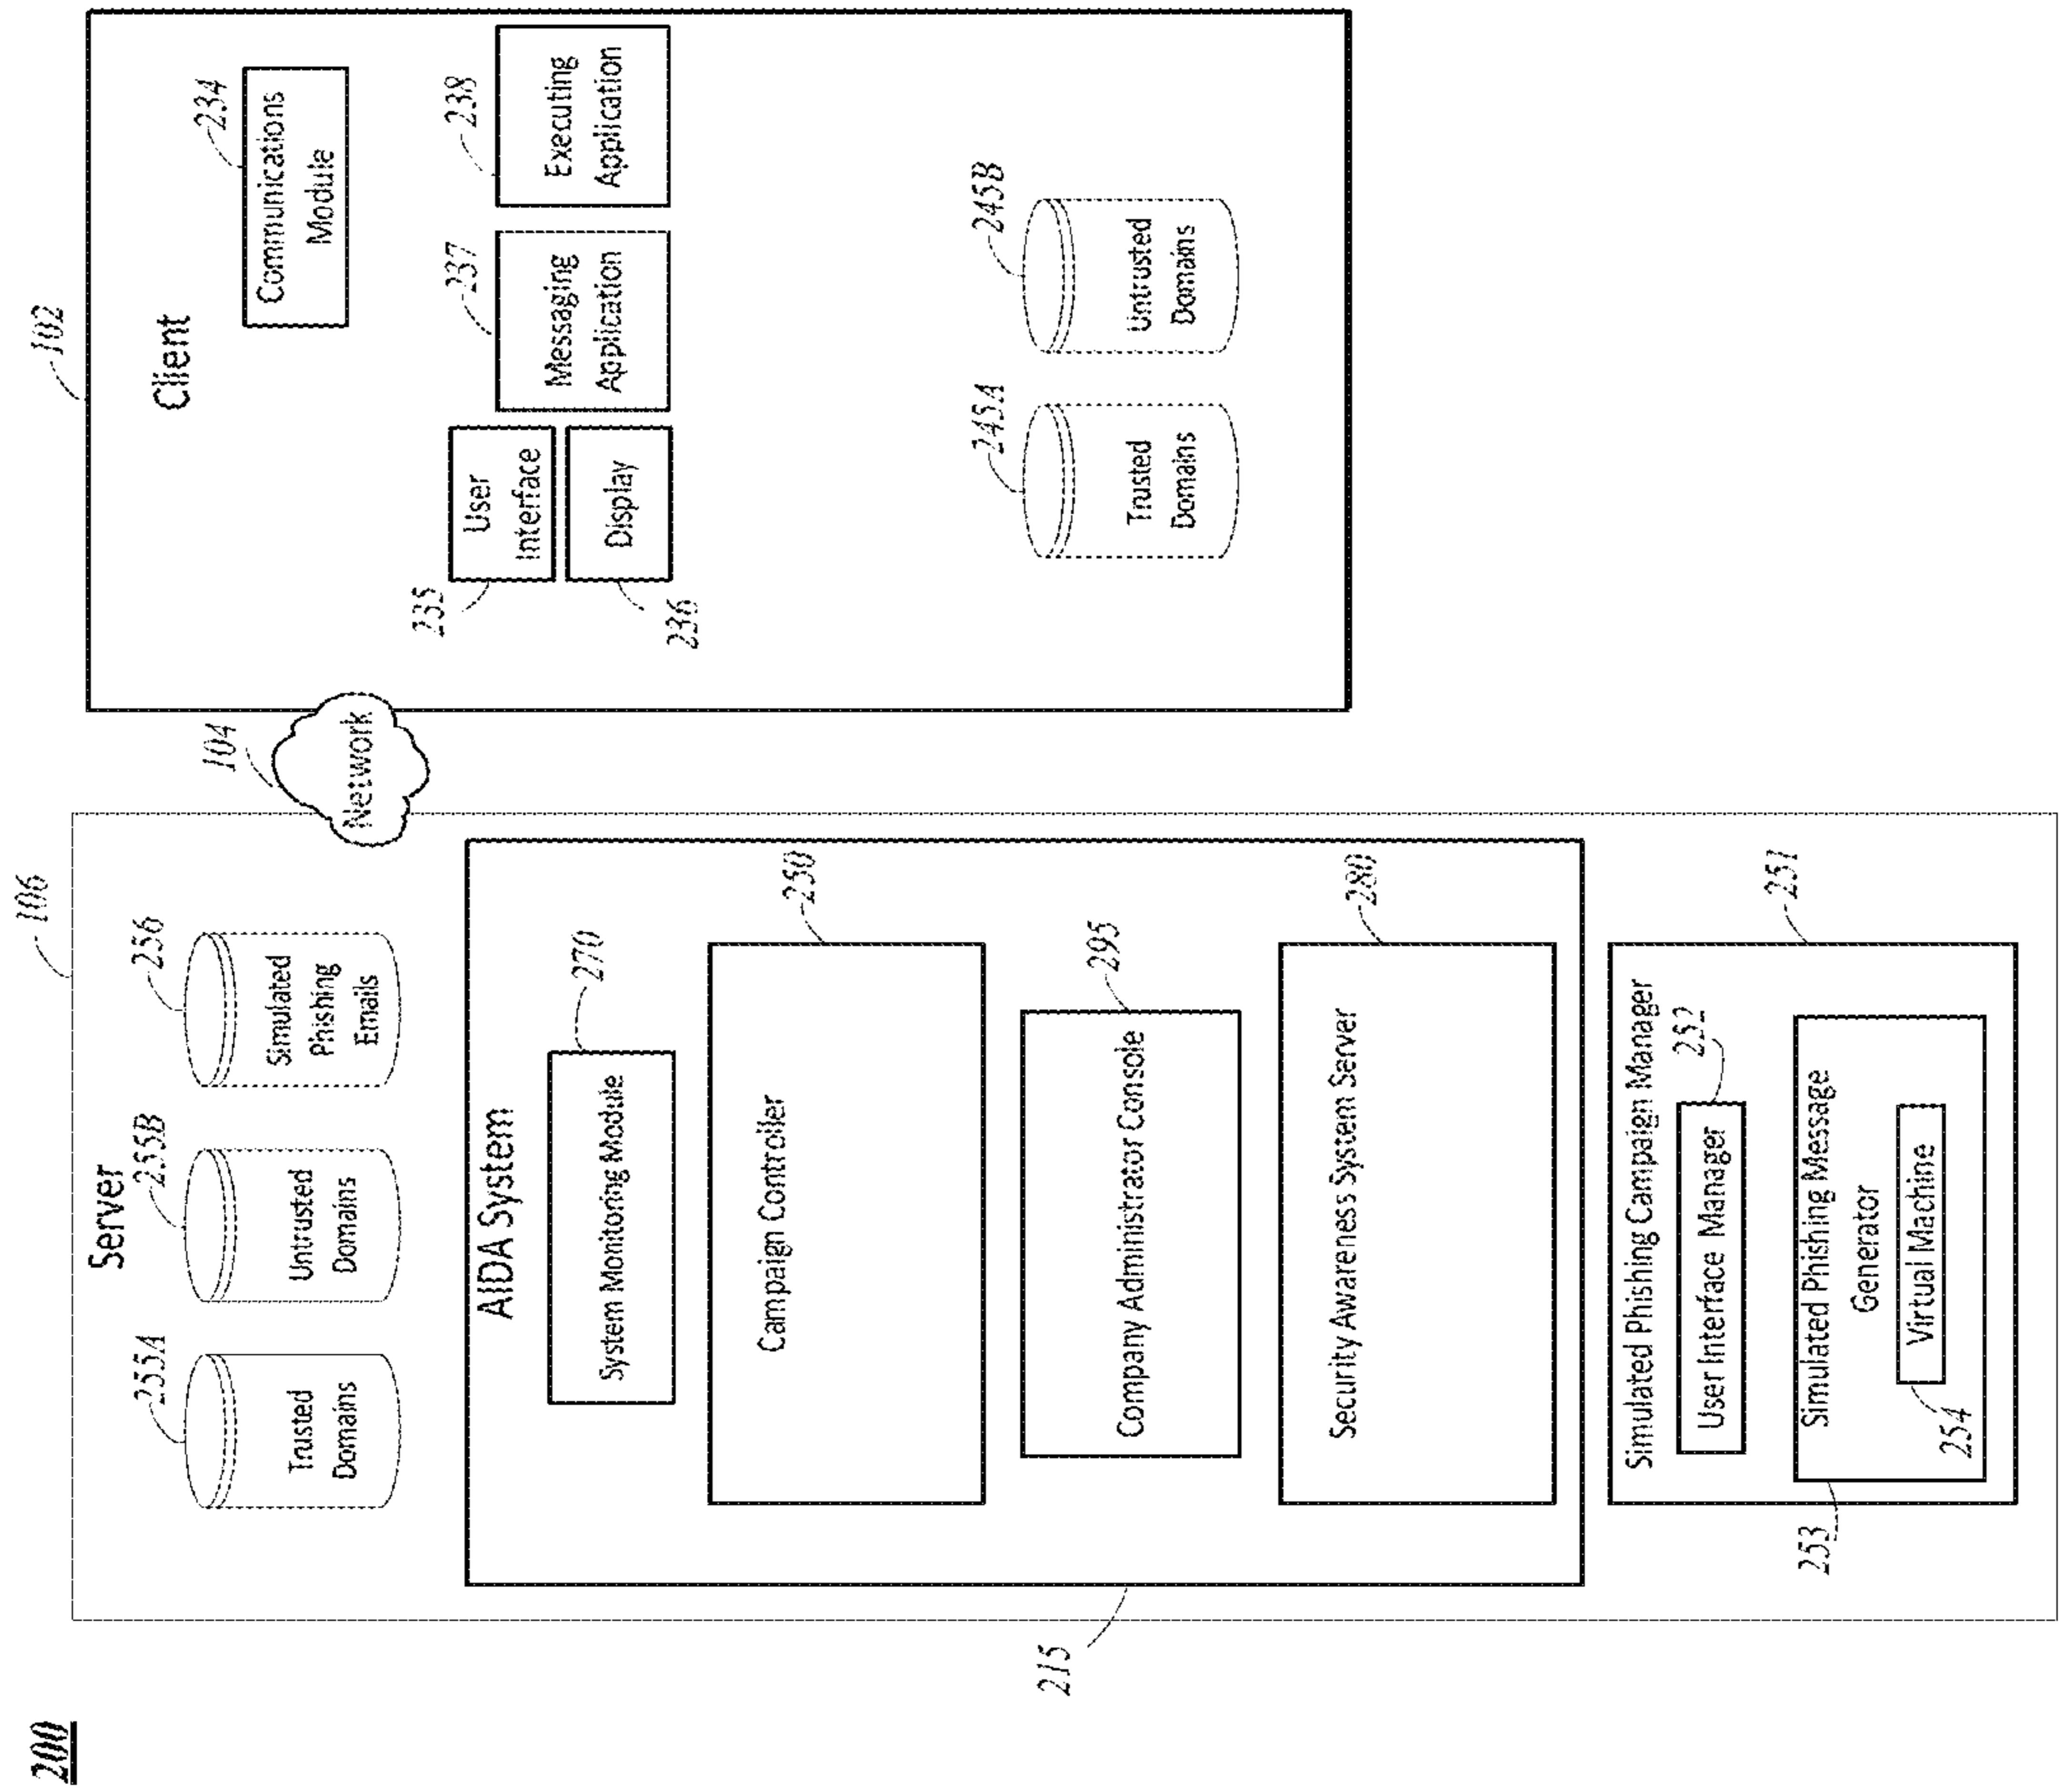 200
106
Server
255A
Trusted
Domains
255B
Untrusted
Domains
256
Simulated
Phishing
Emails
104
Network
215
AIDA System
270
System Monitoring Module
250
Campaign Controller
295
Company Administrator Console
280
Security Awareness System Server
251
Simulated Phishing Campaign Manager
252
User Interface Manager
253
Simulated Phishing Message
Generator
Virtual Machine
254
102
Client
234
Communications
Module
235
User
Interface
Display
236
237
Messaging
Application
238
Executing
Application
245A
Trusted
Domains
245B
Untrusted
Domains